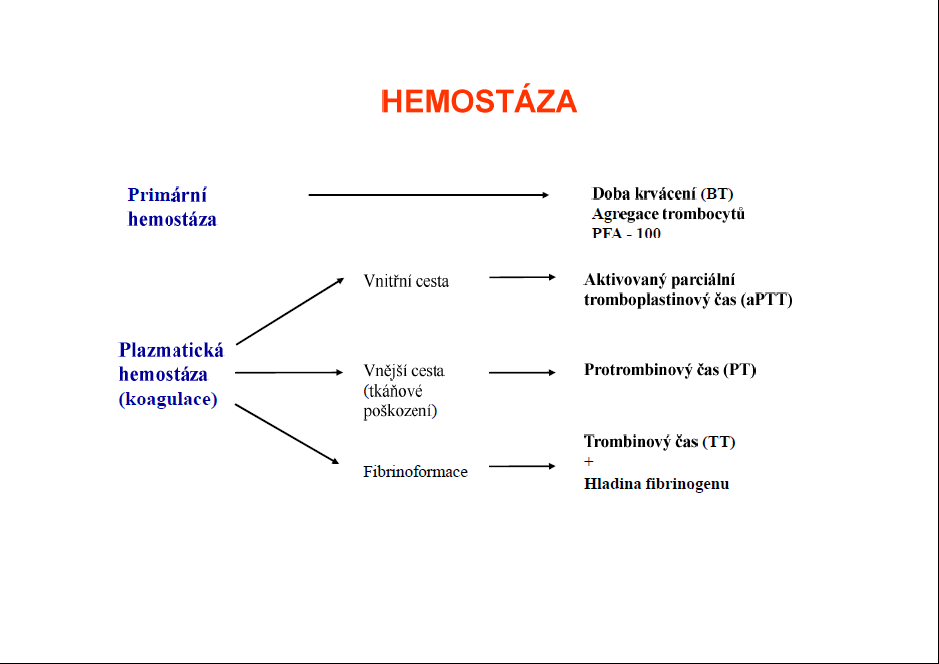 HEMOSTÁZA
Primární
hemostáza
Doba krvácení (BT)
Agregace trombocytů
PFA - 100
Vnitřní cesta
Aktivovaný parciální
tromboplastinový čas (aPTT)
Plazmatická
hemostáza
(koagulace)
Vnější cesta
(tkáňové
poškození)
Protrombinový čas (PT)
Fibrinoformace
Trombinový čas (TT)
+
Hladina fibrinogenu